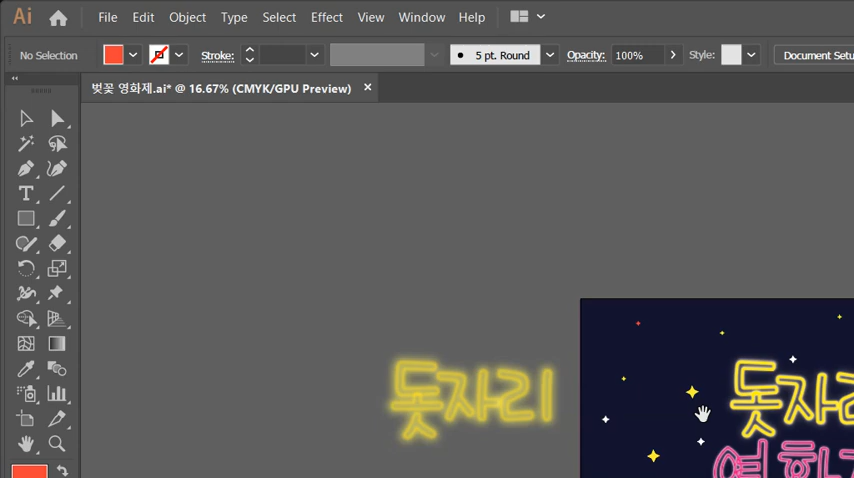 Ai File Edit Object Type Select Effect View Window Help
No Selection Stroke: 5 pt. Round Opacity: 100% Style: Document Setu
벚꽃 영화제.ai* @ 16.67% (CMYK/GPU Preview) ×
돗자리 돗자리
영화제